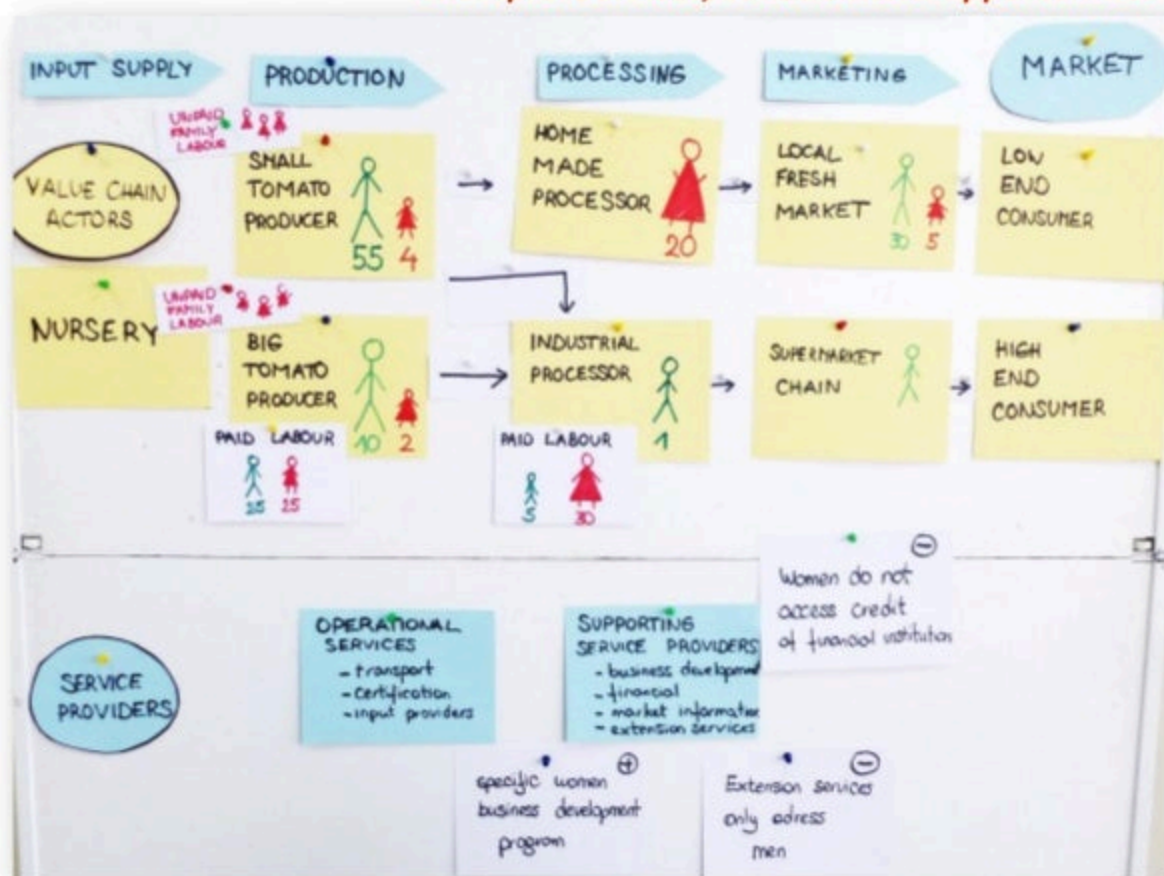 INPUT SUPPLY
PRODUCTION
PROCESSING
MARKETING
MARKET
VALUE CHAIN
ACTORS
UNPAID
FAMILY
LABOUR
SMALL
TOMATO
PRODUCER
55 4
HOME
MADE
PROCESSOR
20
LOCAL
FRESH
MARKET
30 5
LOW
END
CONSUMER
NURSERY
UNPAID
FAMILY
LABOUR
BIG
TOMATO
PRODUCER
10 2
PAID LABOUR
25 25
INDUSTRIAL
PROCESSOR
1
PAID LABOUR
5 30
SUPERMARKET
CHAIN
HIGH
END
CONSUMER
SERVICE
PROVIDERS
OPERATIONAL
SERVICES
- transport
- certification
- input providers
SUPPORTING
SERVICE PROVIDERS
- business development
- financial
- market information
- extension services
Women do not
access credit
of financial institution
specific women
business development
program
Extension services
only adress
men